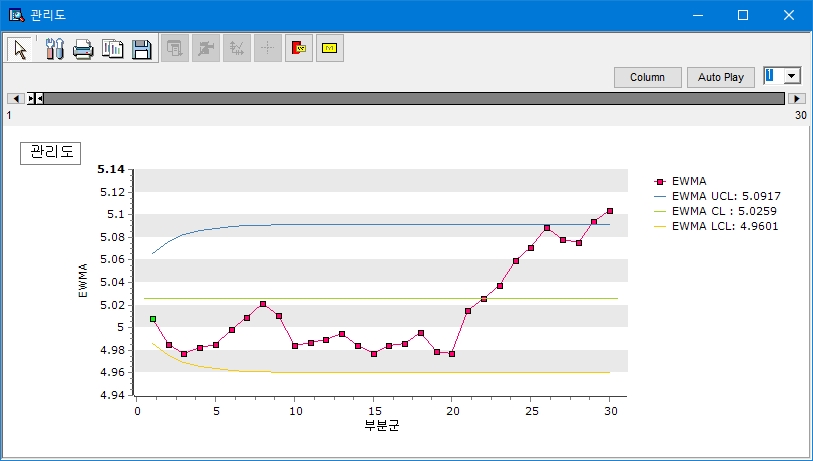 관리도
Column
Auto Play
1
1
30
관리도
5.14
5.12
5.1
5.08
5.06
5.04
5.02
5
4.98
4.96
4.94
EWMA
0
5
10
15
20
25
30
부분군
EWMA
EWMA UCL: 5.0917
EWMA CL : 5.0259
EWMA LCL: 4.9601